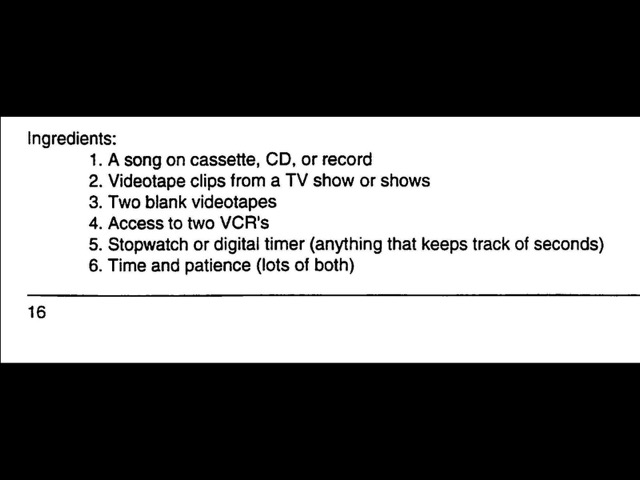 Ingredients:
1. A song on cassette, CD, or record
2. Videotape clips from a TV show or shows
3. Two blank videotapes
4. Access to two VCR's
5. Stopwatch or digital timer (anything that keeps track of seconds)
6. Time and patience (lots of both)
16